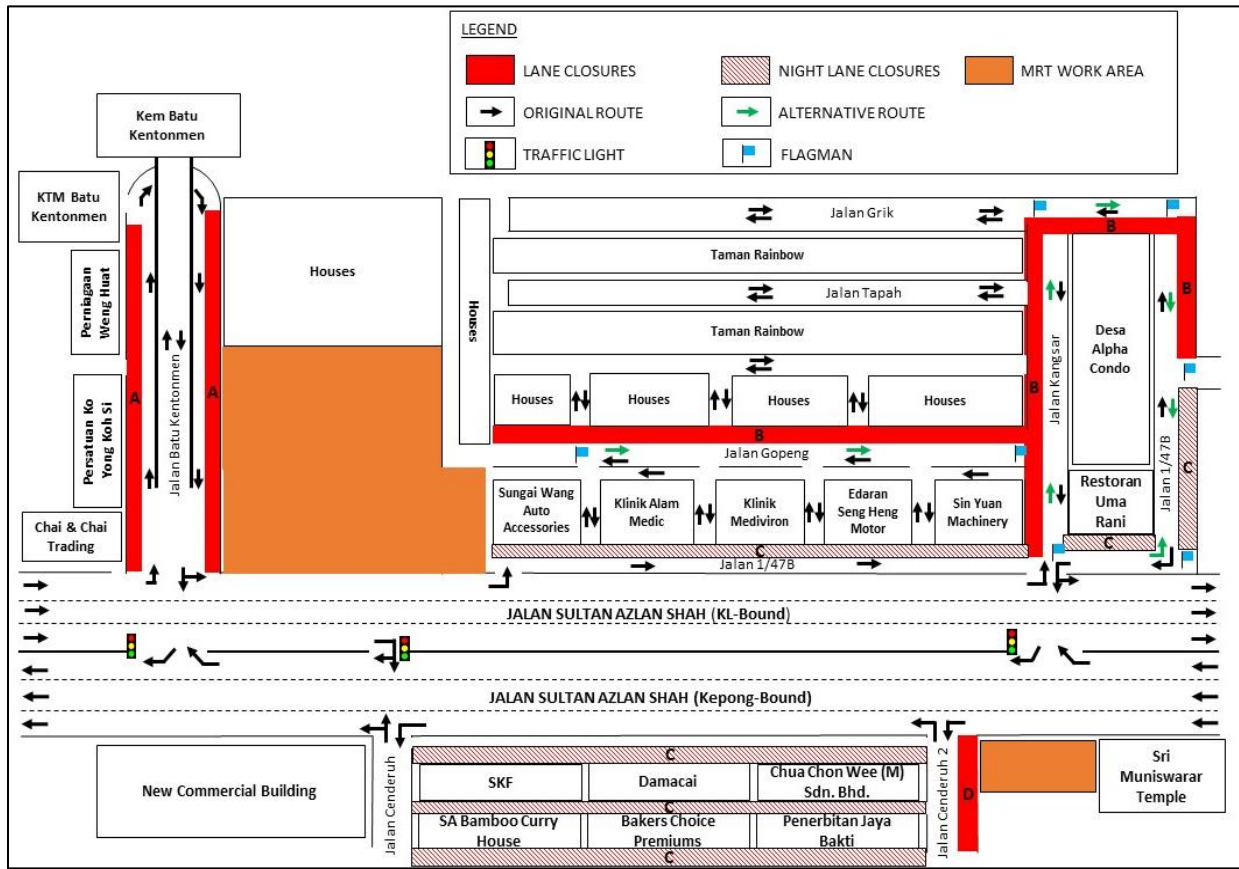 LEGEND
LANE CLOSURES
NIGHT LANE CLOSURES
MRT WORK AREA
ORIGINAL ROUTE
ALTERNATIVE ROUTE
TRAFFIC LIGHT
FLAGMAN
Kem Batu
Kentonmen
KTM Batu
Kentonmen
Perniagaan
Weng Huat
Persatuan Ko
Yong Koh Si
Chai & Chai
Trading
A
Jalan Batu Kentonmen
A
Houses
Houses
Jalan Grik
Taman Rainbow
Jalan Tapah
Taman Rainbow
Houses
Houses
Houses
Houses
B
Jalan Gopeng
Sungai Wang
Auto
Accessories
Klinik Alam
Medic
Klinik
Mediviron
Edaran
Seng Heng
Motor
Sin Yuan
Machinery
C
Jalan 1/47B
B
B
B
Jalan Kangsar
Desa
Alpha
Condo
Restoran
Uma
Rani
C
Jalan 1/47B
C
JALAN SULTAN AZLAN SHAH (KL-Bound)
JALAN SULTAN AZLAN SHAH (Kepong-Bound)
New Commercial Building
Jalan Cenderuh
C
SKF
Damacai
Chua Chon Wee (M)
Sdn. Bhd.
C
SA Bamboo Curry
House
Bakers Choice
Premiums
Penerbitan Jaya
Bakti
C
Jalan Cenderuh 2
D
Sri
Muniswarar
Temple